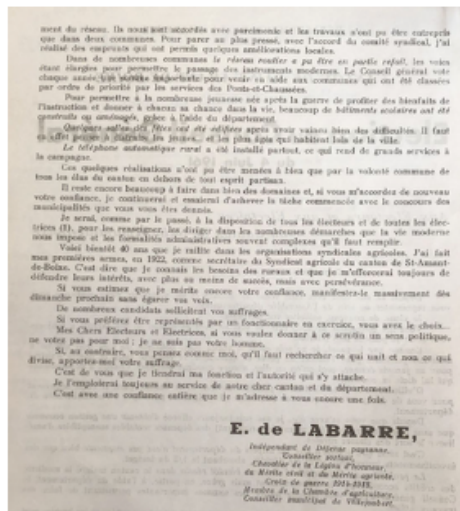 ment du réseau. Ils nous sont accordés avec parcimonie et les travaux n'ont pu être entrepris
que dans deux communes. Pour parer au plus pressé, avec l'accord du comité syndical, j'ai
réalisé des emprunts qui ont permis quelques améliorations locales.
Dans de nombreuses communes le réseau routier a pu être en partie refait, les voies
étant élargies pour permettre le passage des instruments modernes. Le Conseil général vote
chaque année une somme importante pour venir en aide aux communes qui ont été classées
par ordre de priorité par les services des Ponts-et-Chaussées.
Pour permettre à la nombreuse jeunesse née après la guerre de profiter des bienfaits de
l'instruction et donner à chacun sa chance dans la vie, beaucoup de bâtiments scolaires ont été
construits ou aménagés, grâce à l'aide du département.
Quelques salles des fêtes ont été édifiées après avoir vaincu bien des difficultés. Il faut
en effet penser à distraire les jeunes... et les plus âgés qui habitent loin de la ville.
Le téléphone automatique rural a été installé partout, ce qui rend de grands services à
la campagne.
Ces quelques réalisations n'ont pu être menées à bien que par la volonté commune de
tous les élus du canton en dehors de tout esprit partisan.
Il reste encore beaucoup à faire dans bien des domaines et, si vous m'accordez de nouveau
votre confiance, je continuerai et essaierai d'achever la tâche commencée avec le concours des
municipalités que vous vous êtes données.
Je serai, comme par le passé, à la disposition de tous les électeurs et de toutes les élec-
trices (1), pour les renseigner, les diriger dans les nombreuses démarches que la vie moderne
nous impose et les formalités administratives souvent complexes qu'il faut remplir.
Voilà bientôt 40 ans que je milite dans les organisations syndicales agricoles. J'ai fait
mes premières armes, en 1922, comme secrétaire du Syndicat agricole du canton de St-Amant-
de-Boixe. C'est dire que je connais les besoins des ruraux et que je m'efforcerai toujours de
défendre leurs intérêts, avec plus ou moins de succès, mais avec persévérance.
Si vous estimez que je mérite encore votre confiance, manifestez-le massivement dès
dimanche prochain sans égarer vos voix.
De nombreux candidats sollicitent vos suffrages.
Si vous préférez être représentés par un fonctionnaire en exercice, vous avez le choix...
Mes Chers Electeurs et Electrices, si vous voulez donner à ce scrutin un sens politique,
ne votez pas pour moi ; je ne suis pas votre homme.
Si, au contraire, vous pensez comme moi, qu'il faut rechercher ce qui unit et non ce qui
divise, apportez-moi votre suffrage.
C'est de vous que je tiendrai ma fonction et l'autorité qui s'y attache.
Je l'emploierai toujours au service de notre cher canton et du département.
C'est avec une confiance entière que je m'adresse à vous encore une fois.
E. de LABARRE,
Indépendant de Défense paysanne,
Conseiller sortant,
Chevalier de la Légion d'honneur,
du Mérite civil et du Mérite agricole,
Croix de guerre 1914-1918,
Membre de la Chambre d'agriculture,
Conseiller municipal de Villejoubert.